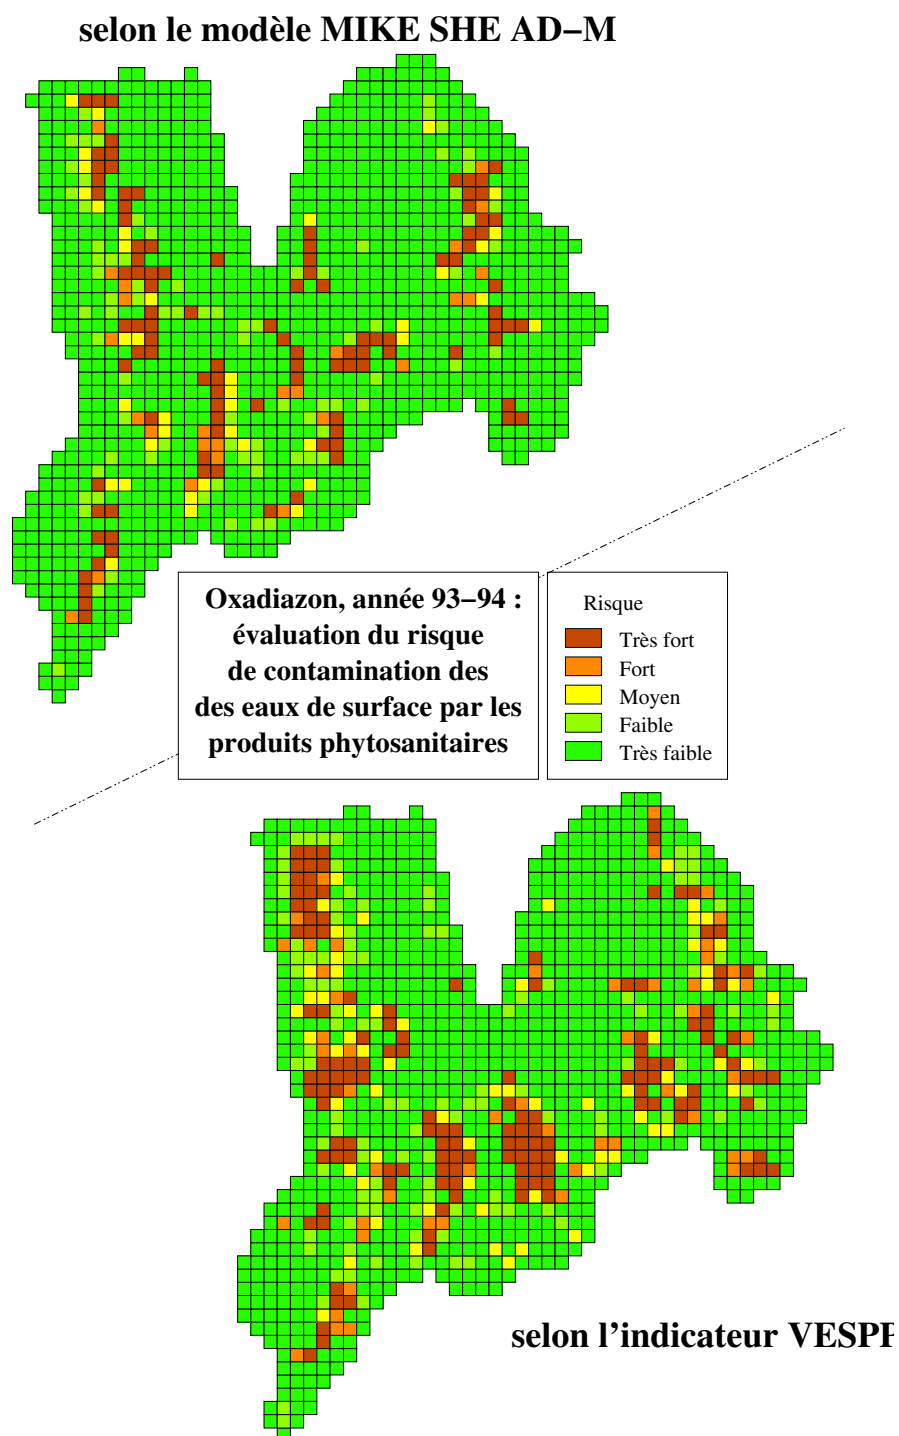 selon le modèle MIKE SHE AD−M
Oxadiazon, année 93−94 :
évaluation du risque
de contamination des
des eaux de surface par les
produits phytosanitaires
Risque
Très fort
Fort
Moyen
Faible
Très faible
selon l’indicateur